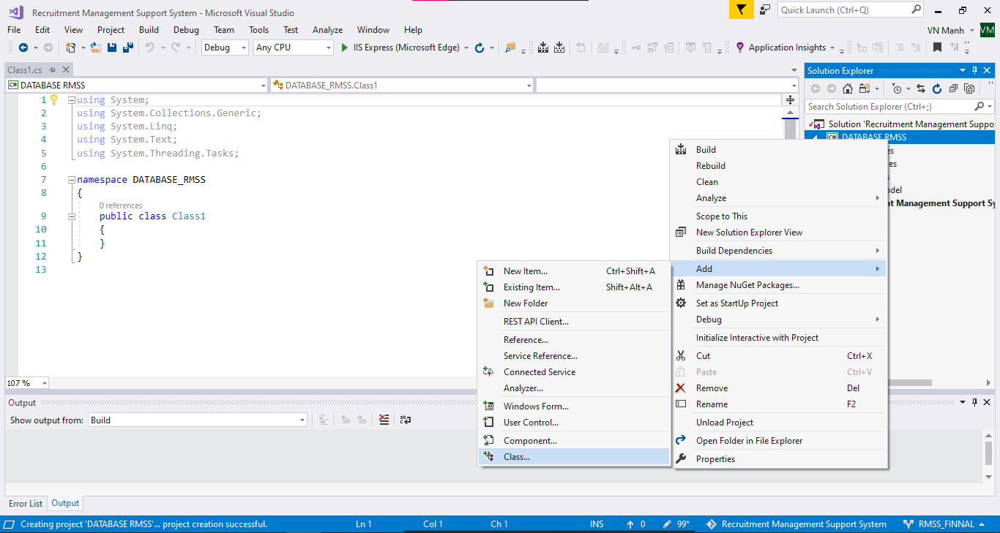 Recruitment Management Support System - Microsoft Visual Studio
Quick Launch (Ctrl+Q)
File Edit View Project Build Debug Team Tools Test Analyze Window Help
VN Manh VM
Debug Any CPU IIS Express (Microsoft Edge) Application Insights
Class1.cs
C# DATABASE RMSS DATABASE_RMSS.Class1
1 using System;
2 using System.Collections.Generic;
3 using System.Linq;
4 using System.Text;
5 using System.Threading.Tasks;
6
7 namespace DATABASE_RMSS
8 {
0 references
9 public class Class1
10 {
11 }
12 }
13
107 %
Solution Explorer
Search Solution Explorer (Ctrl+;)
Solution 'Recruitment Management Suppo
C# DATABASE RMSS
es
es
s
odel
t Management Support Sy
Build
Rebuild
Clean
Analyze
Scope to This
New Solution Explorer View
Build Dependencies
Add
Manage NuGet Packages...
Set as StartUp Project
Debug
Initialize Interactive with Project
Cut Ctrl+X
Paste Ctrl+V
Remove Del
Rename F2
Unload Project
Open Folder in File Explorer
Properties
New Item... Ctrl+Shift+A
Existing Item... Shift+Alt+A
New Folder
REST API Client...
Reference...
Service Reference...
Connected Service
Analyzer...
Windows Form...
User Control...
Component...
Class...
Output
Show output from: Build
Error List Output
Creating project 'DATABASE RMSS'... project creation successful. Ln 1 Col 1 Ch 1 INS 0 99* Recruitment Management Support System RMSS_FINNAL